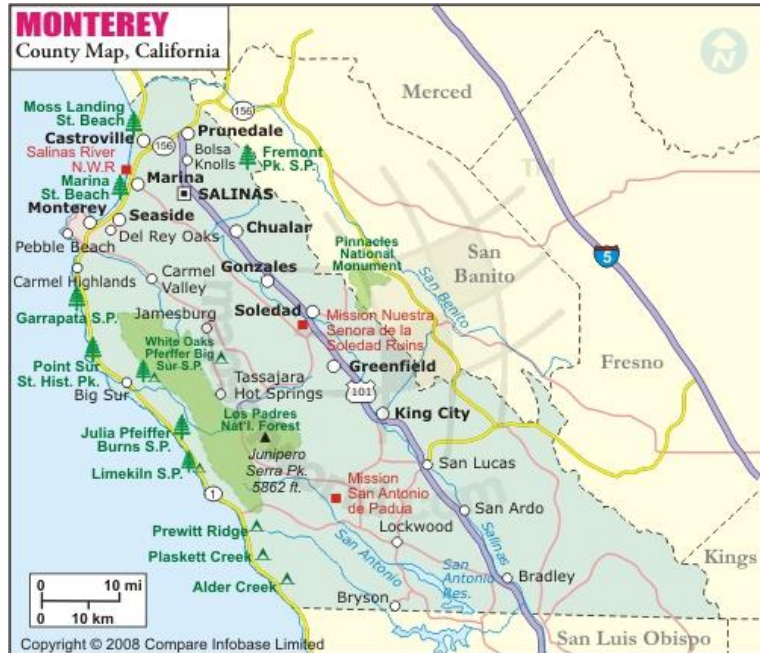 MONTEREY
County Map, California
N
Merced
Moss Landing
St. Beach
156
Castroville
156
Prunedale
Salinas River
N.W.R
Bolsa
Knolls
Fremont
Pk. S.P.
Marina
St. Beach
Marina
SALINAS
Monterey
Seaside
Pebble Beach
Del Rey Oaks
Chualar
Pinnacles
National
Monument
San
Banito
5
Carmel Highlands
Carmel
Valley
Gonzales
San Benito
Garrapata S.P.
Jamesburg
Soledad
Mission Nuestra
Senora de la
Soledad Ruins
White Oaks
Pferffer Big
Sur S.P.
Point Sur
St. Hist. Pk.
Greenfield
Fresno
Big Sur
Tassajara
Hot Springs
101
King City
Los Padres
Nat'l. Forest
Julia Pfeiffer
Burns S.P.
Junipero
Serra Pk.
5862 ft.
Limekiln S.P.
San Lucas
1
Mission
San Antonio
de Padua
San Ardo
Prewitt Ridge
Lockwood
Salinas
Plaskett Creek
San Antonio
Kings
Alder Creek
San
Antonio
Res.
Bradley
Bryson
0 10 mi
0 10 km
San Luis Obispo
Copyright © 2008 Compare Infobase Limited